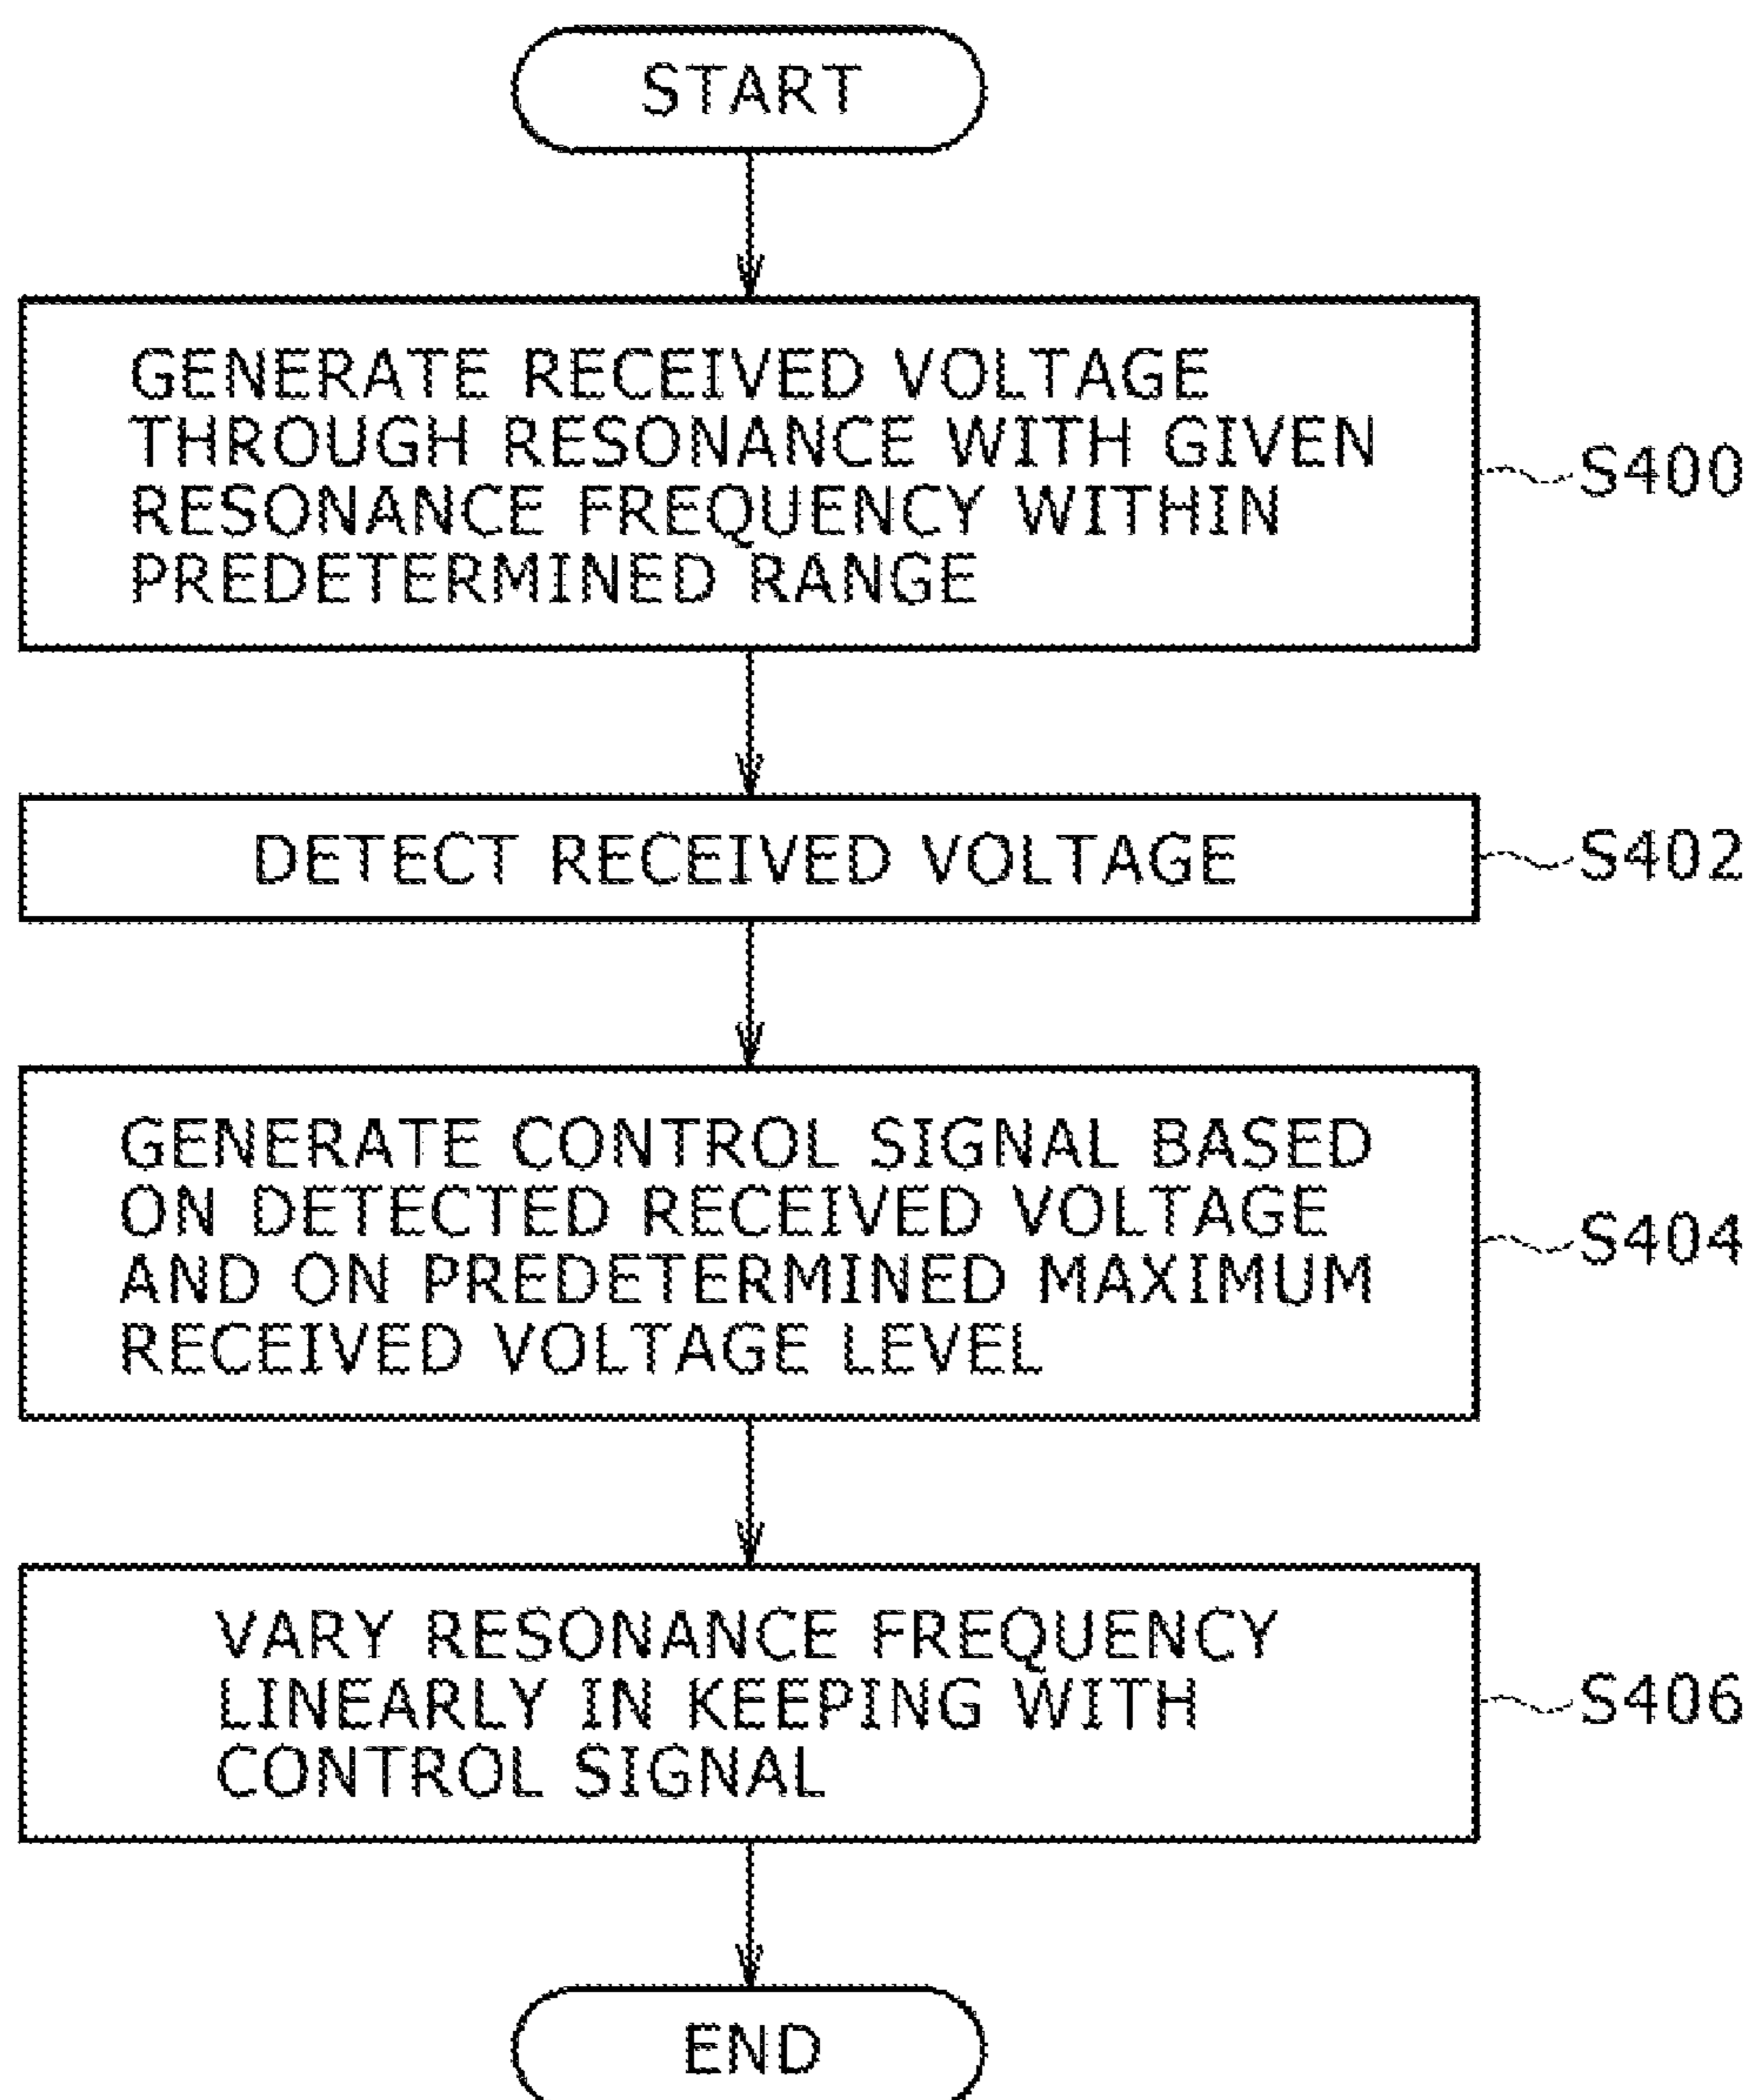 START
GENERATE RECEIVED VOLTAGE
THROUGH RESONANCE WITH GIVEN
RESONANCE FREQUENCY WITHIN
PREDETERMINED RANGE
S400
DETECT RECEIVED VOLTAGE
S402
GENERATE CONTROL SIGNAL BASED
ON DETECTED RECEIVED VOLTAGE
AND ON PREDETERMINED MAXIMUM
RECEIVED VOLTAGE LEVEL
S404
VARY RESONANCE FREQUENCY
LINEARLY IN KEEPING WITH
CONTROL SIGNAL
S406
END